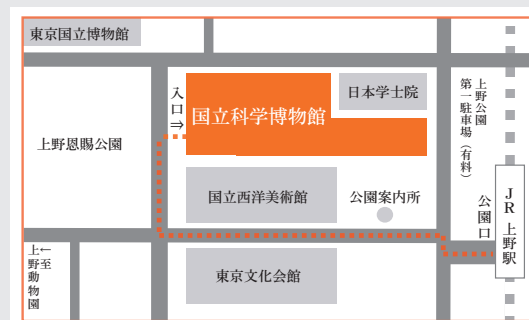 東京国立博物館
入口⇒
国立科学博物館
日本学士院
上野公園
第一駐車場（有料）
上野恩賜公園
国立西洋美術館
公園案内所
公園口
JR上野駅
←至
上野動物園
東京文化会館